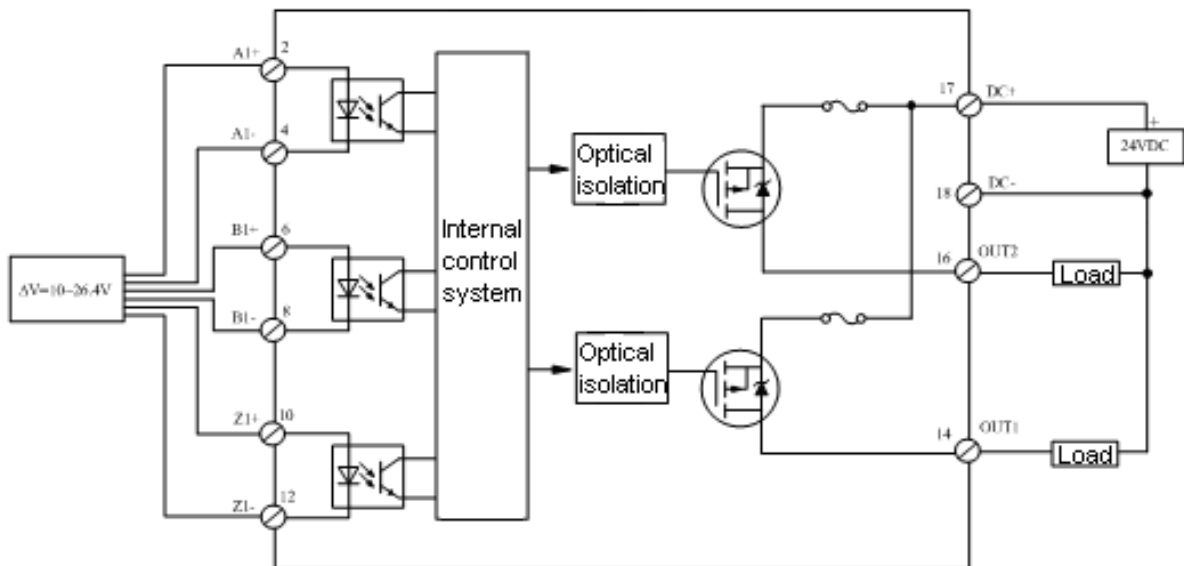 A1+
2
A1-
4
B1+
6
ΔV=10~26.4V
B1-
8
Z1+
10
Z1-
12
Internal
control
system
Optical
isolation
Optical
isolation
17
DC+
+
24VDC
18
DC-
16
OUT2
Load
14
OUT1
Load